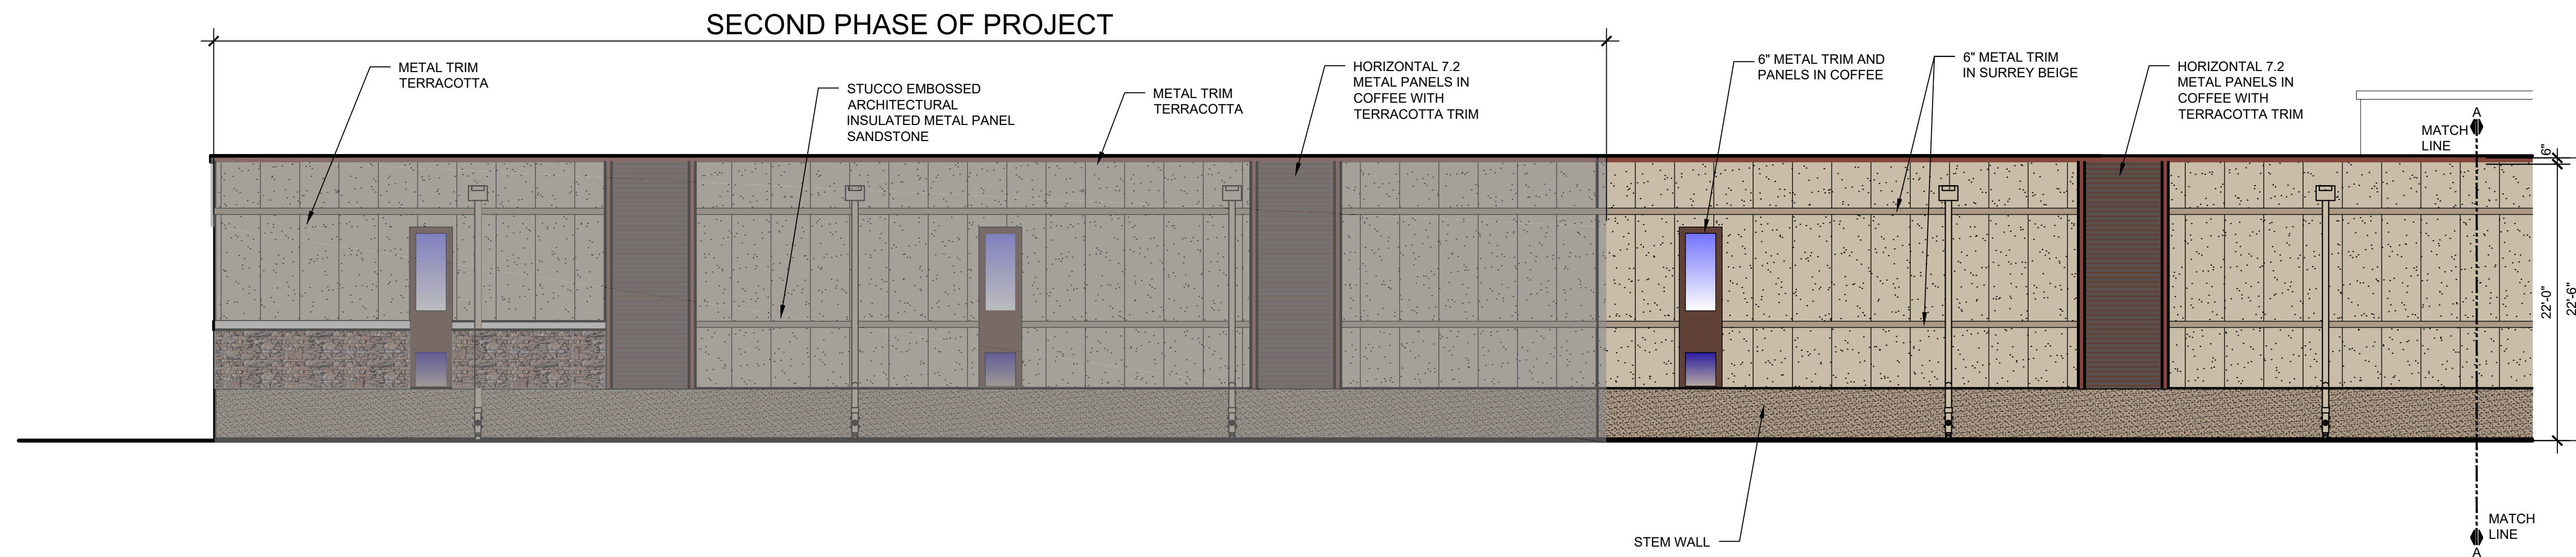 SECOND PHASE OF PROJECT
METAL TRIM
TERRACOTTA
STUCCO EMBOSSED
ARCHITECTURAL
INSULATED METAL PANEL
SANDSTONE
METAL TRIM
TERRACOTTA
HORIZONTAL 7.2
METAL PANELS IN
COFFEE WITH
TERRACOTTA TRIM
6" METAL TRIM AND
PANELS IN COFFEE
6" METAL TRIM
IN SURREY BEIGE
HORIZONTAL 7.2
METAL PANELS IN
COFFEE WITH
TERRACOTTA TRIM
A
MATCH
LINE
6"
22'-0"
22'-6"
STEM WALL
MATCH
LINE
A